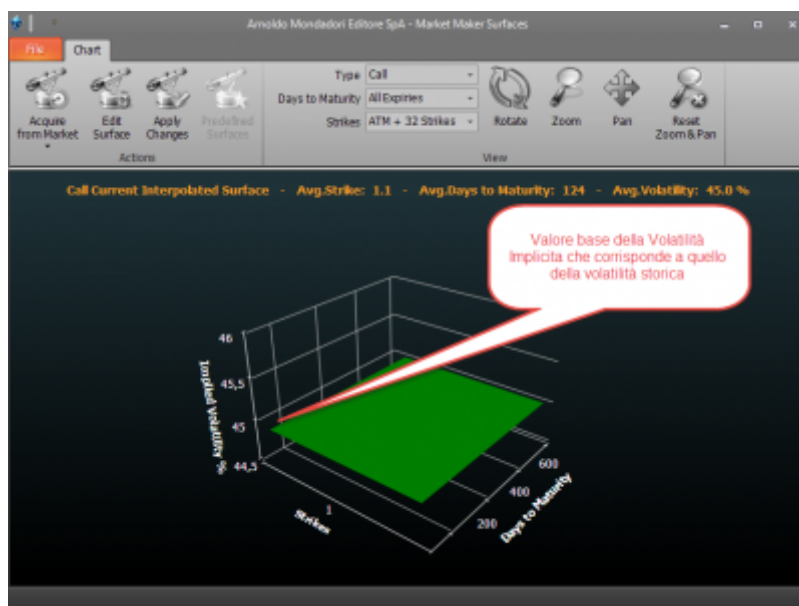 Arnoldo Mondadori Editore SpA - Market Maker Surfaces
File Chart
Acquire from Market
Edit Surface
Apply Changes
Predefined Surfaces
Type Call
Days to Maturity All Expiries
Strikes ATM + 32 Strikes
Rotate
Zoom
Pan
Reset Zoom & Pan
Actions
View
Call Current Interpolated Surface - Avg.Strike: 1.1 - Avg.Days to Maturity: 124 - Avg.Volatility: 45.0 %
Valore base della Volatilità
Implicita che corrisponde a quello
della volatilità storica
46
45,5
45
44,5
Implied Volatility %
1
Strikes
200
400
600
Days to Maturity